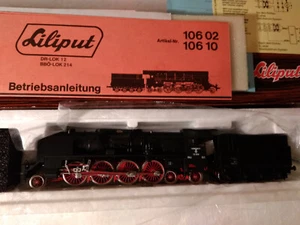 Liliput
DR-LOK 12
BBÖ-LOK 214
Artikel-Nr.
106 02
106 10
Betriebsanleitung
Liliput